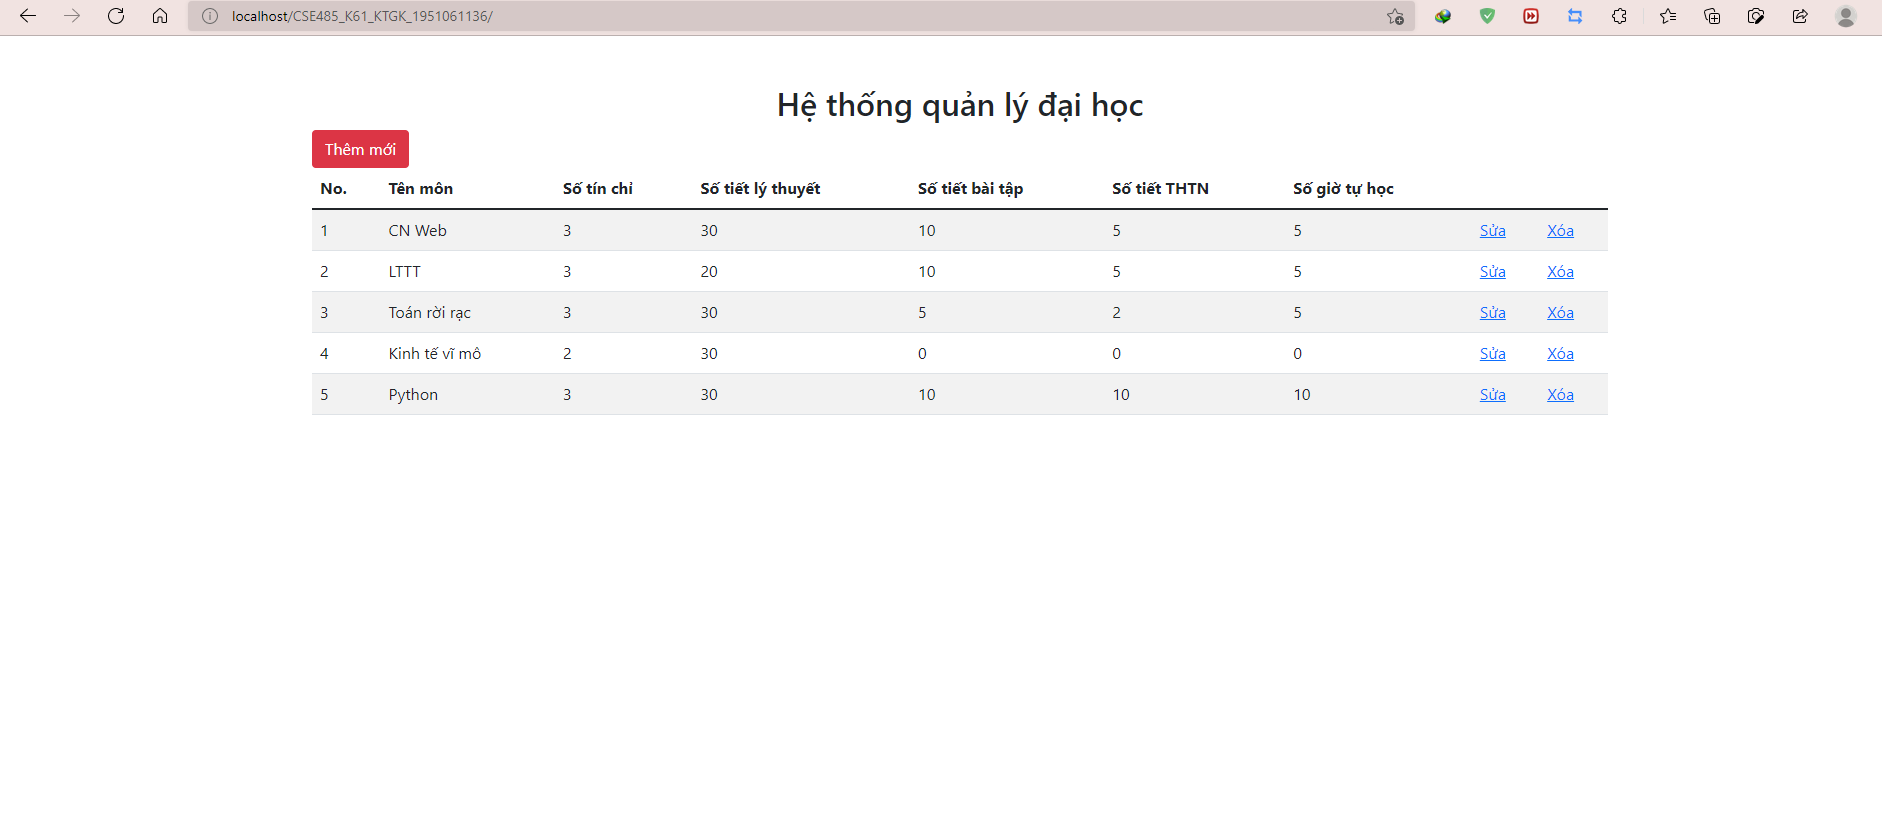 localhost/CSE485_K61_KTGK_1951061136/
Hệ thống quản lý đại học
Thêm mới
No. Tên môn Số tín chỉ Số tiết lý thuyết Số tiết bài tập Số tiết THTN Số giờ tự học
1 CN Web 3 30 10 5 5 Sửa Xóa
2 LTTT 3 20 10 5 5 Sửa Xóa
3 Toán rời rạc 3 30 5 2 5 Sửa Xóa
4 Kinh tế vĩ mô 2 30 0 0 0 Sửa Xóa
5 Python 3 30 10 10 10 Sửa Xóa